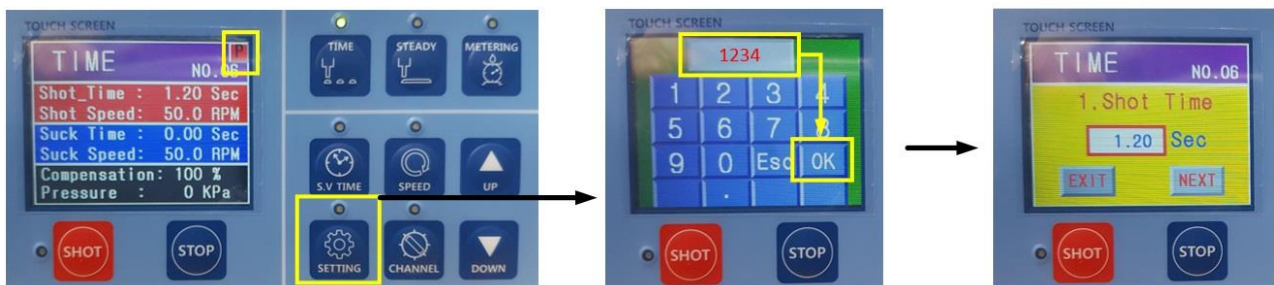 TOUCH SCREEN
TIME
P
NO.06
Shot_Time : 1.20 Sec
Shot Speed: 50.0 RPM
Suck Time : 0.00 Sec
Suck Speed: 50.0 RPM
Compensation: 100 %
Pressure : 0 KPa
SHOT
STOP
TIME
STEADY
METERING
S.V TIME
SPEED
UP
SETTING
CHANNEL
DOWN
TOUCH SCREEN
1234
1 2 3 4
5 6 7 8
9 0 Esc OK
.
SHOT
STOP
TOUCH SCREEN
TIME
NO.06
1.Shot Time
1.20 Sec
EXIT
NEXT
SHOT
STOP